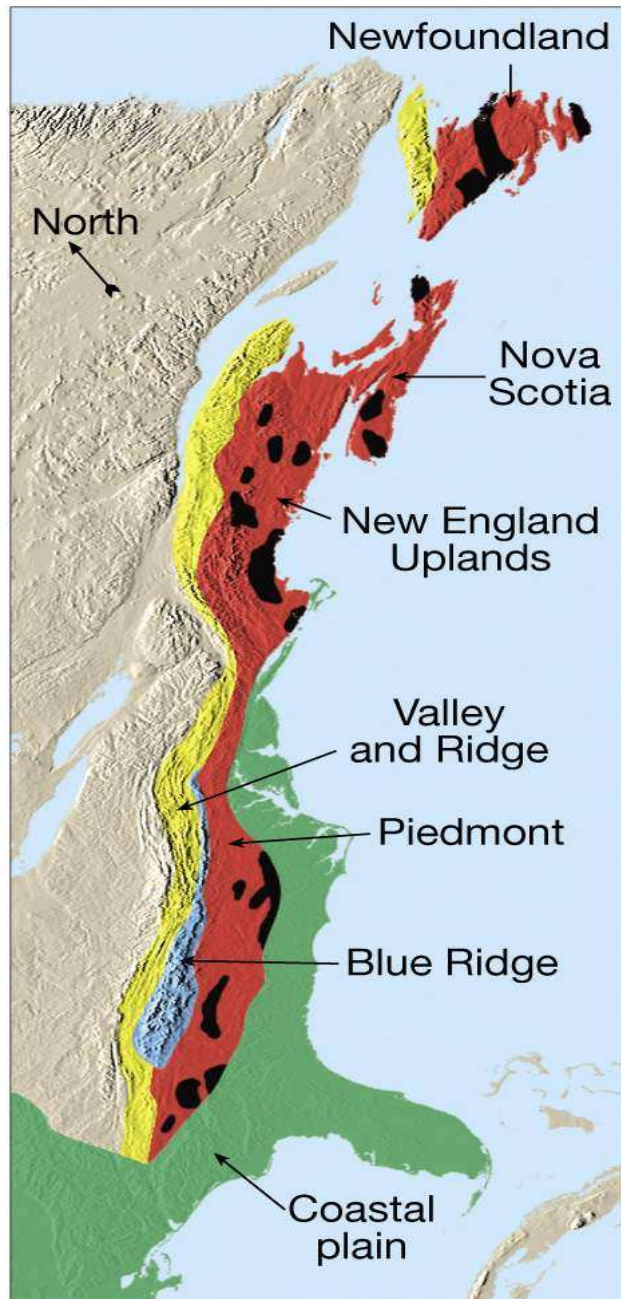 Newfoundland
North
Nova
Scotia
New England
Uplands
Valley
and Ridge
Piedmont
Blue Ridge
Coastal
plain